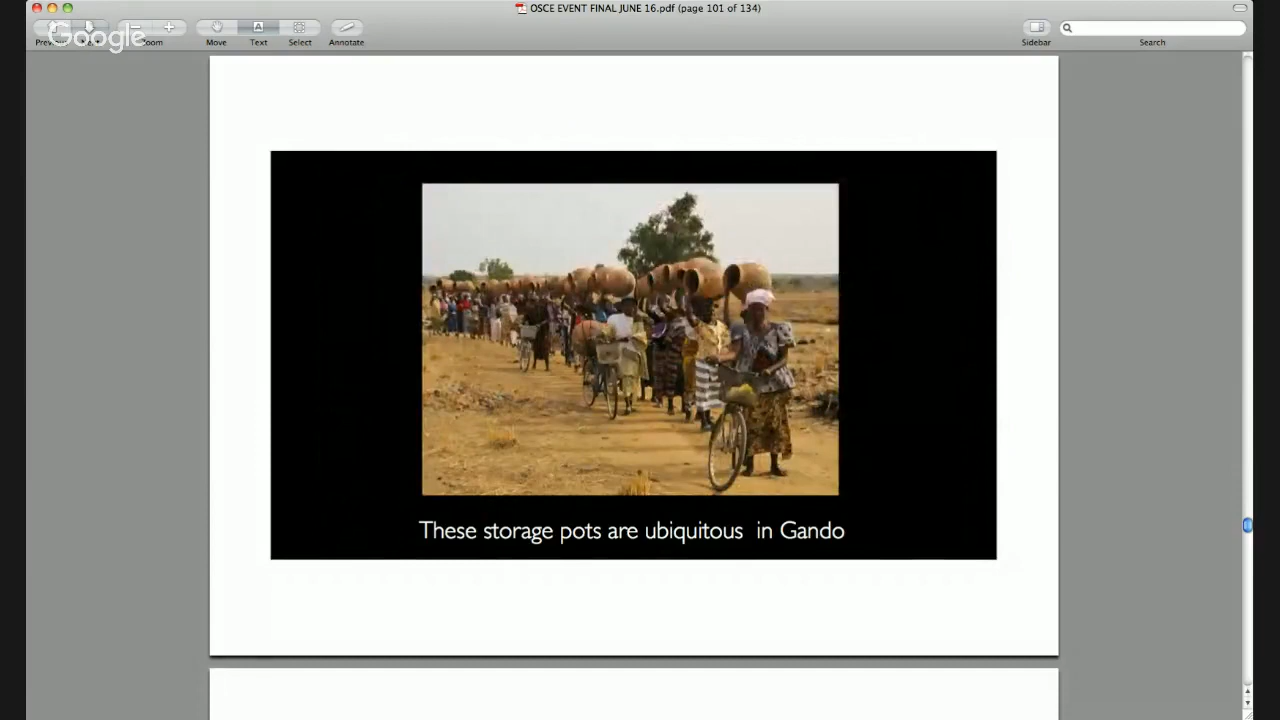 OSCE EVENT FINAL JUNE 16.pdf (page 101 of 134)
Google
Zoom
Move
Text
Select
Annotate
Sidebar
Search
These storage pots are ubiquitous in Gando